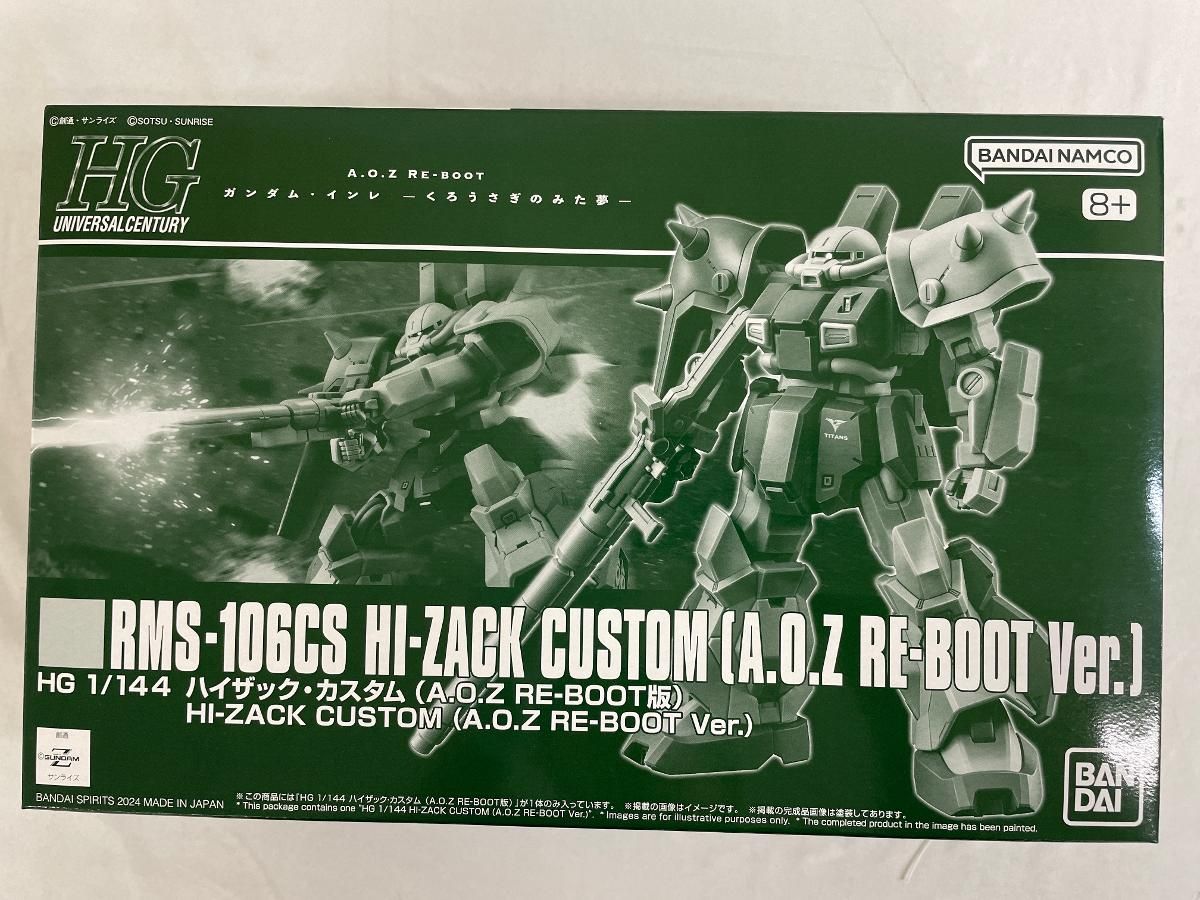 ©創通・サンライズ ©SOTSU・SUNRISE
HG
UNIVERSAL CENTURY
A.O.Z RE-BOOT
ガンダム・インレ ―くろうさぎのみた夢―
BANDAI NAMCO
8+
TITANS
RMS-106CS HI-ZACK CUSTOM (A.O.Z RE-BOOT Ver.)
HG 1/144 ハイザック・カスタム (A.O.Z RE-BOOT版)
HI-ZACK CUSTOM (A.O.Z RE-BOOT Ver.)
創通
©GUNDAM Z
サンライズ
BAN
DAI
BANDAI SPIRITS 2024 MADE IN JAPAN
※この商品には「HG 1/144 ハイザック・カスタム (A.O.Z RE-BOOT版)」が1体のみ入っています。 ※掲載の画像はイメージです。 ※掲載の完成品画像は塗装してあります。
* This package contains one "HG 1/144 HI-ZACK CUSTOM (A.O.Z RE-BOOT Ver.)". * Images are for illustrative purposes only. * The completed product in the image has been painted.